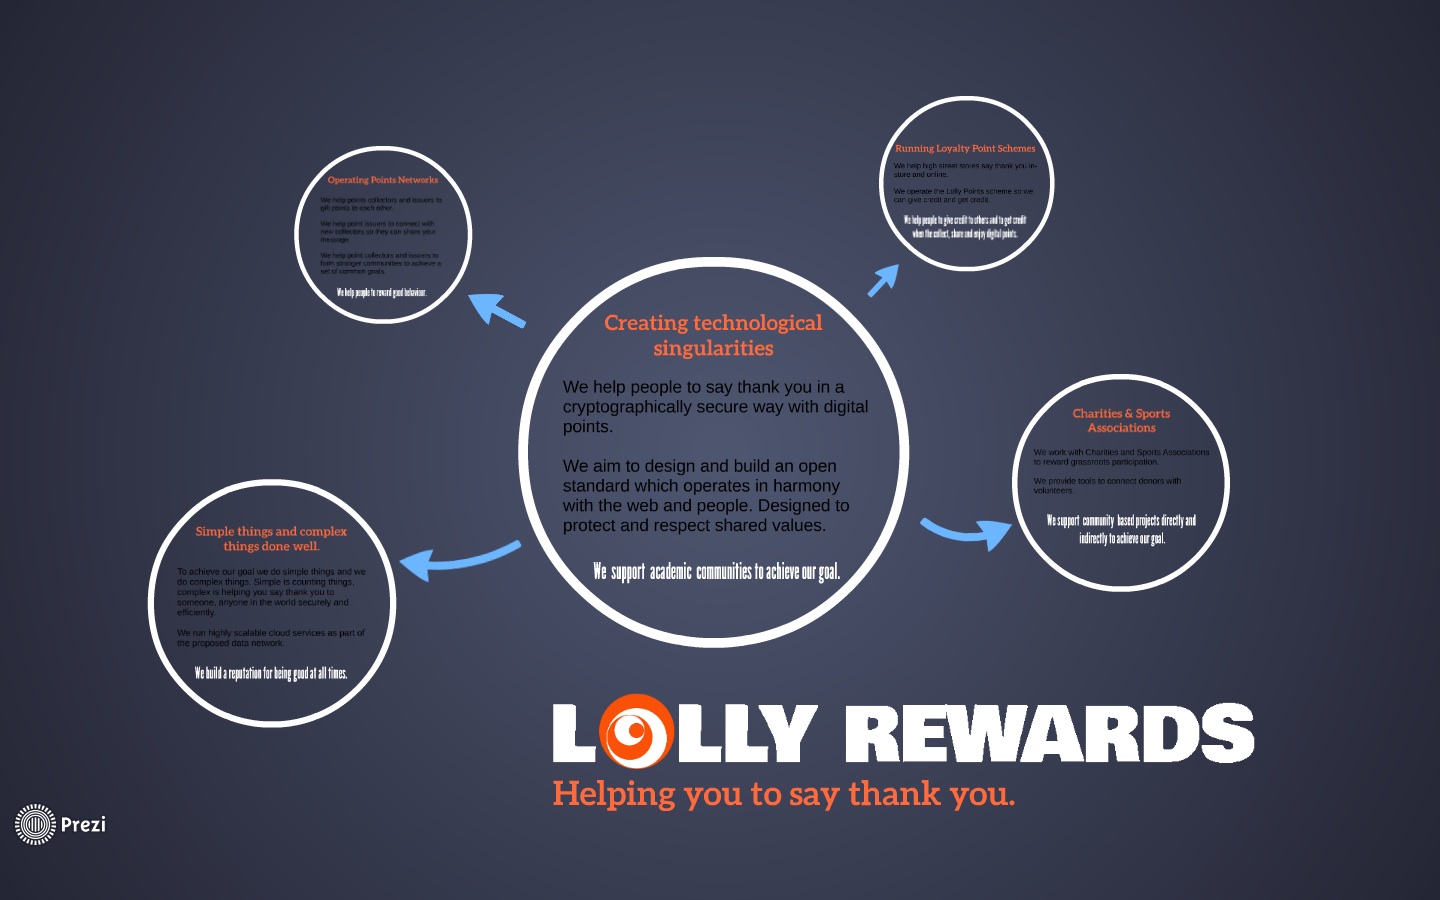 Operating Points Networks
We help points collectors and issuers to
gift points to each other.
We help point issuers to connect with
new collectors so they can share your
message.
We help point collectors and issuers to
form stronger communities to achieve a
set of common goals.
We help people to reward good behaviour.
Running Loyalty Point Schemes
We help high street stores say thank you in-
store and online.
We operate the Lolly Points scheme so we
can give credit and get credit.
We help people to give credit to others and to get credit
when the collect, share and enjoy digital points.
Creating technological
singularities
We help people to say thank you in a
cryptographically secure way with digital
points.
We aim to design and build an open
standard which operates in harmony
with the web and people. Designed to
protect and respect shared values.
We support academic communities to achieve our goal.
Charities & Sports
Associations
We work with Charities and Sports Associations
to reward grassroots participation.
We provide tools to connect donors with
volunteers.
We support community based projects directly and
indirectly to achieve our goal.
Simple things and complex
things done well.
To achieve our goal we do simple things and we
do complex things. Simple is counting things,
complex is helping you say thank you to
someone, anyone in the world securely and
efficiently.
We run highly scalable cloud services as part of
the proposed data network.
We build a reputation for being good at all times.
LOLLY REWARDS
Helping you to say thank you.
Prezi